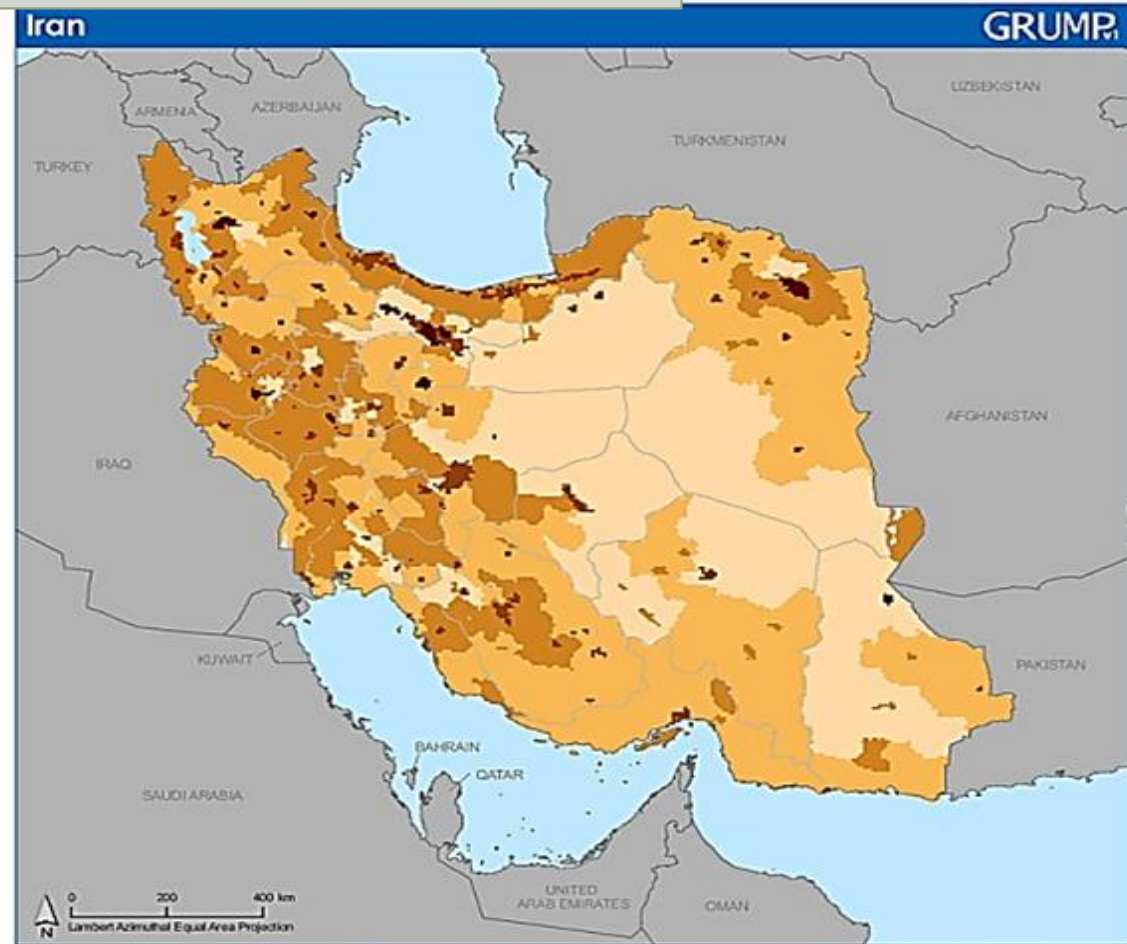 Iran
GRUMPv1
UZBEKISTAN
ARMENIA
AZERBAIJAN
TURKMENISTAN
TURKEY
AFGHANISTAN
IRAQ
KUWAIT
PAKISTAN
BAHRAIN
QATAR
SAUDI ARABIA
UNITED
ARAB EMIRATES
OMAN
0 200 400 km
N
Lambert Azimuthal Equal Area Projection